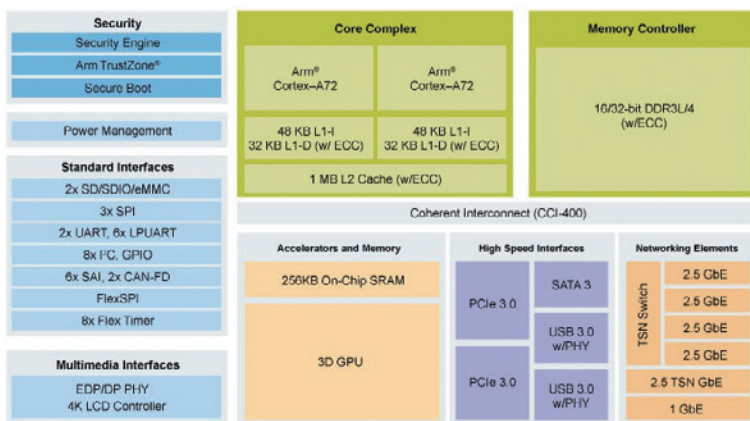 Security
Security Engine
Arm TrustZone®
Secure Boot
Power Management
Standard Interfaces
2x SD/SDIO/eMMC
3x SPI
2x UART, 6x LPUART
8x I²C, GPIO
6x SAI, 2x CAN-FD
FlexSPI
8x Flex Timer
Multimedia Interfaces
EDP/DP PHY
4K LCD Controller
Core Complex
Arm®
Cortex–A72
Arm®
Cortex–A72
48 KB L1-I
32 KB L1-D (w/ ECC)
48 KB L1-I
32 KB L1-D (w/ ECC)
1 MB L2 Cache (w/ECC)
Memory Controller
16/32-bit DDR3L/4
(w/ECC)
Coherent Interconnect (CCI-400)
Accelerators and Memory
256KB On-Chip SRAM
3D GPU
High Speed Interfaces
PCIe 3.0
PCIe 3.0
SATA 3
USB 3.0
w/PHY
USB 3.0
w/PHY
Networking Elements
TSN Switch
2.5 GbE
2.5 GbE
2.5 GbE
2.5 GbE
2.5 TSN GbE
1 GbE